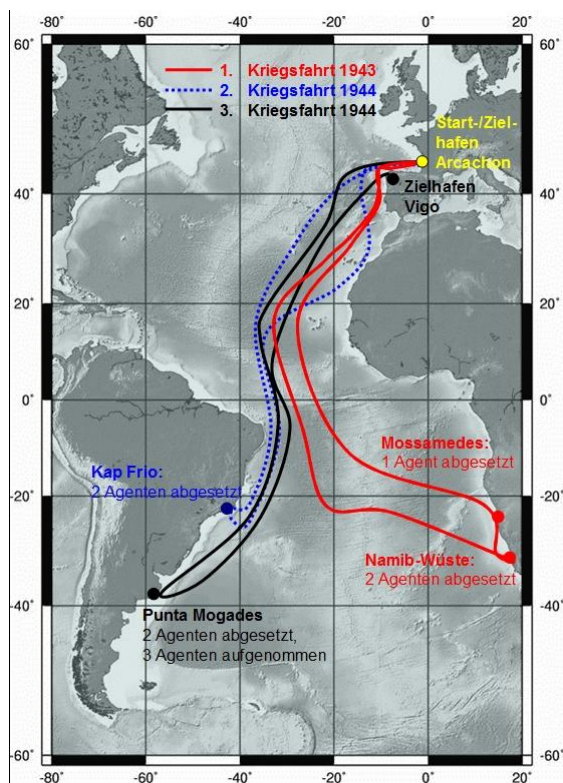 -80° -60° -40° -20° 0° 20°
60° 60°
1. Kriegsfahrt 1943
2. Kriegsfahrt 1944
3. Kriegsfahrt 1944
Start-/Ziel-
hafen
Arcachon
40° 40°
Zielhafen
Vigo
20° 20°
0° 0°
Mossamedes:
1 Agent abgesetzt
Kap Frio:
2 Agenten abgesetzt
-20° -20°
Namib-Wüste:
2 Agenten abgesetzt
-40° -40°
Punta Mogades
2 Agenten abgesetzt,
3 Agenten aufgenommen
-60° -60°
-80° -60° -40° -20° 0° 20°